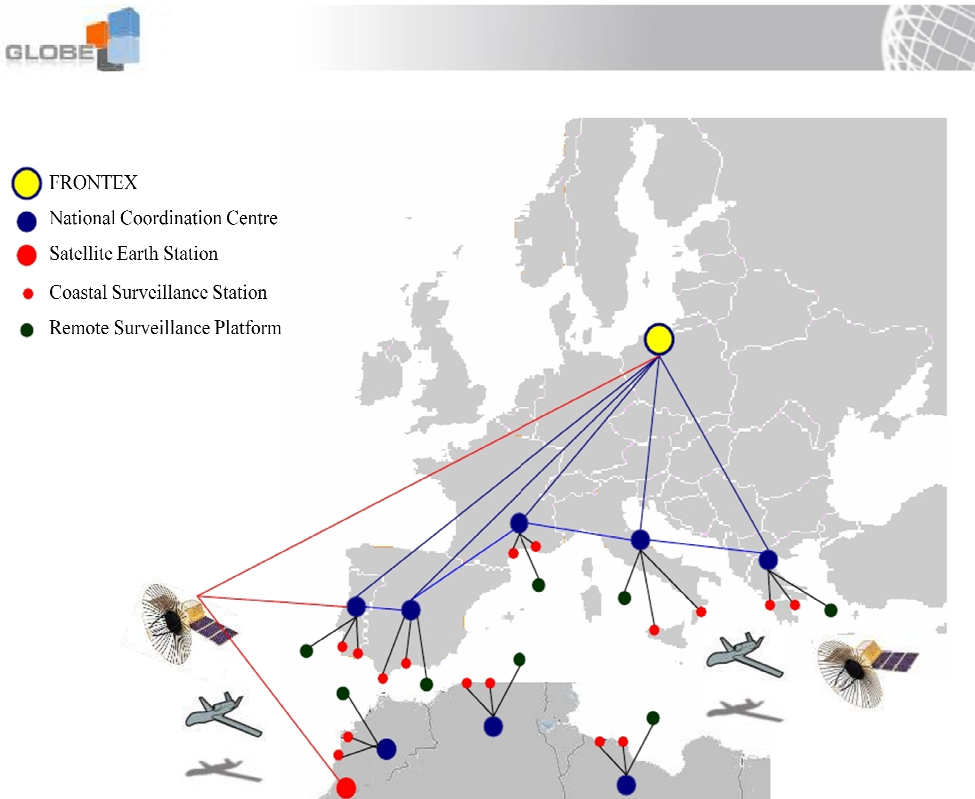 GLOBE
FRONTEX
National Coordination Centre
Satellite Earth Station
Coastal Surveillance Station
Remote Surveillance Platform